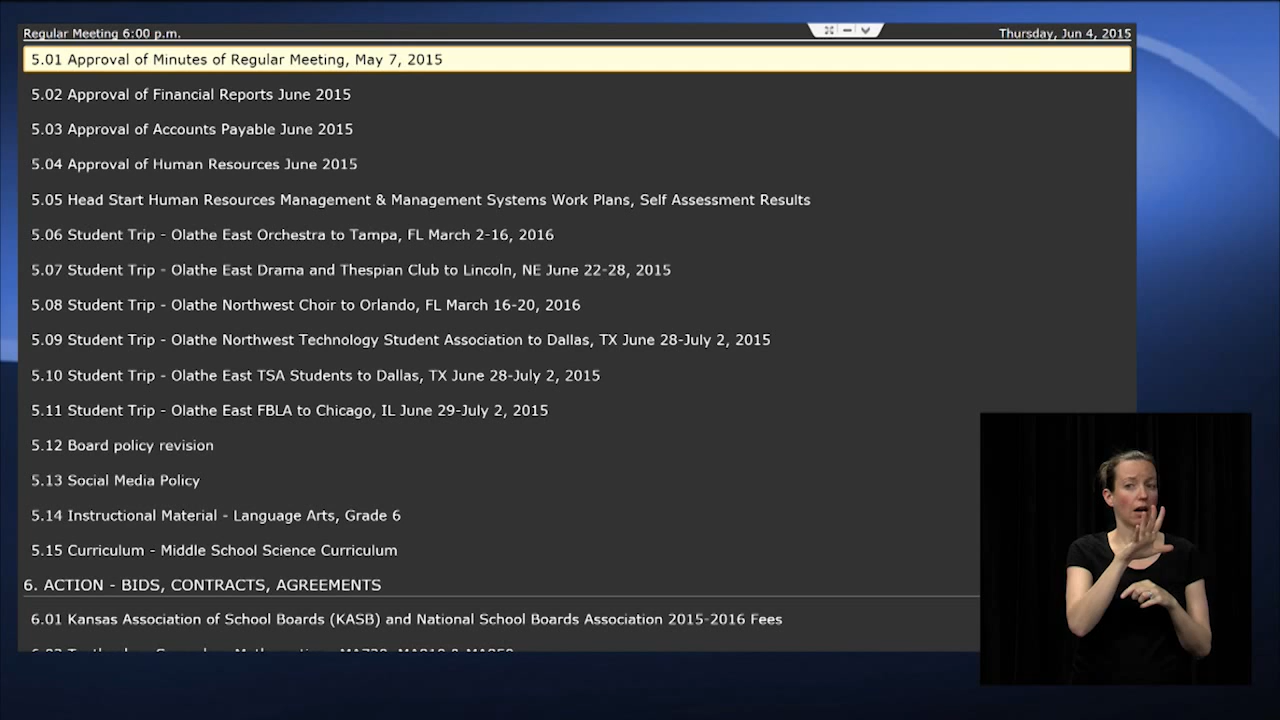 Regular Meeting 6:00 p.m.
Thursday, Jun 4, 2015
5.01 Approval of Minutes of Regular Meeting, May 7, 2015
5.02 Approval of Financial Reports June 2015
5.03 Approval of Accounts Payable June 2015
5.04 Approval of Human Resources June 2015
5.05 Head Start Human Resources Management & Management Systems Work Plans, Self Assessment Results
5.06 Student Trip - Olathe East Orchestra to Tampa, FL March 2-16, 2016
5.07 Student Trip - Olathe East Drama and Thespian Club to Lincoln, NE June 22-28, 2015
5.08 Student Trip - Olathe Northwest Choir to Orlando, FL March 16-20, 2016
5.09 Student Trip - Olathe Northwest Technology Student Association to Dallas, TX June 28-July 2, 2015
5.10 Student Trip - Olathe East TSA Students to Dallas, TX June 28-July 2, 2015
5.11 Student Trip - Olathe East FBLA to Chicago, IL June 29-July 2, 2015
5.12 Board policy revision
5.13 Social Media Policy
5.14 Instructional Material - Language Arts, Grade 6
5.15 Curriculum - Middle School Science Curriculum
6. ACTION - BIDS, CONTRACTS, AGREEMENTS
6.01 Kansas Association of School Boards (KASB) and National School Boards Association 2015-2016 Fees